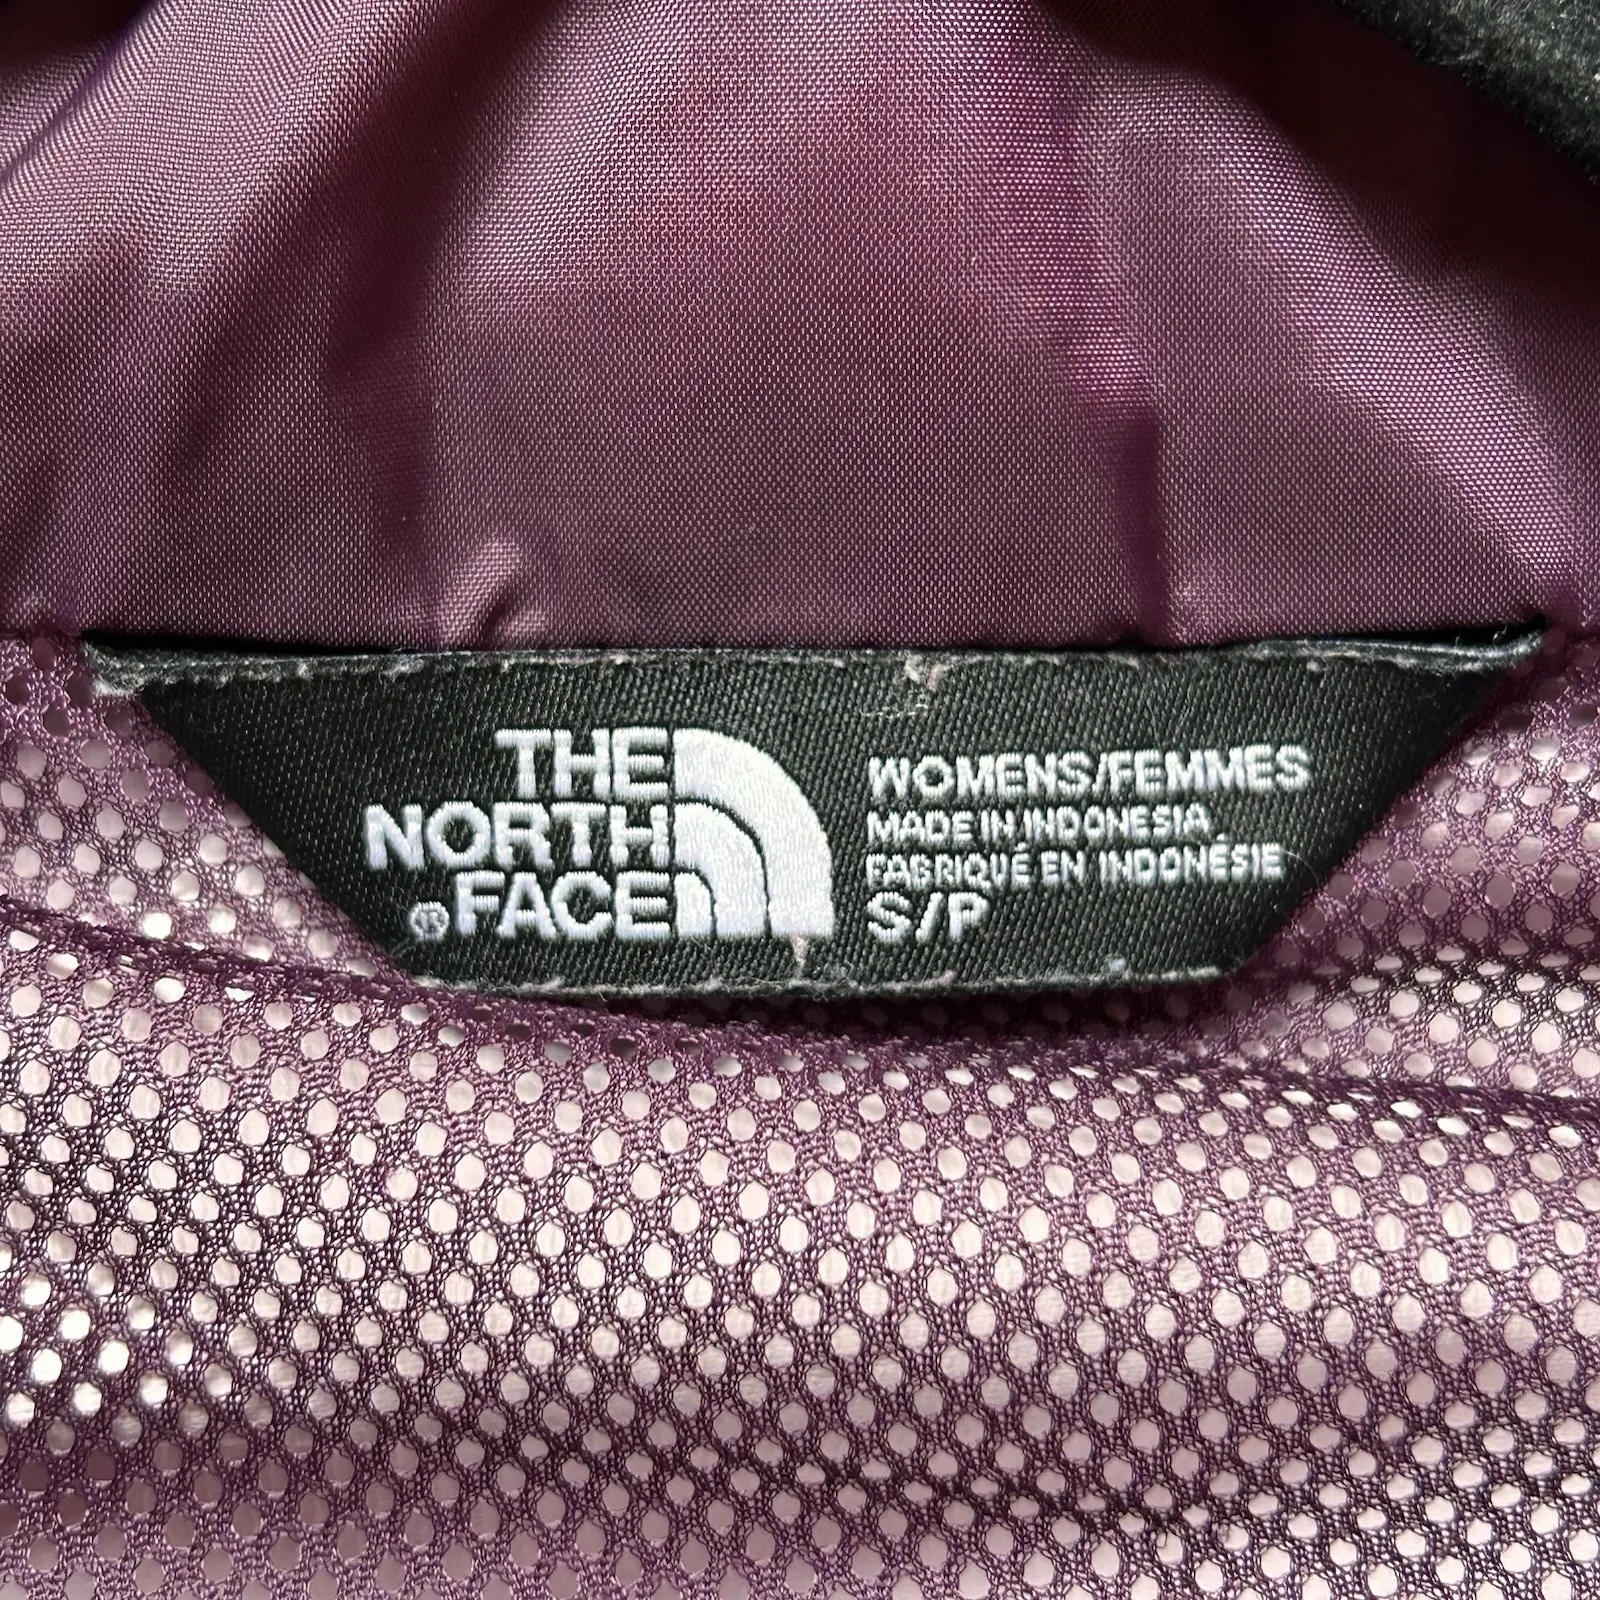 THE
NORTH
®FACE
WOMENS/FEMMES
MADE IN INDONESIA
FABRIQUÉ EN INDONÉSIE
S/P